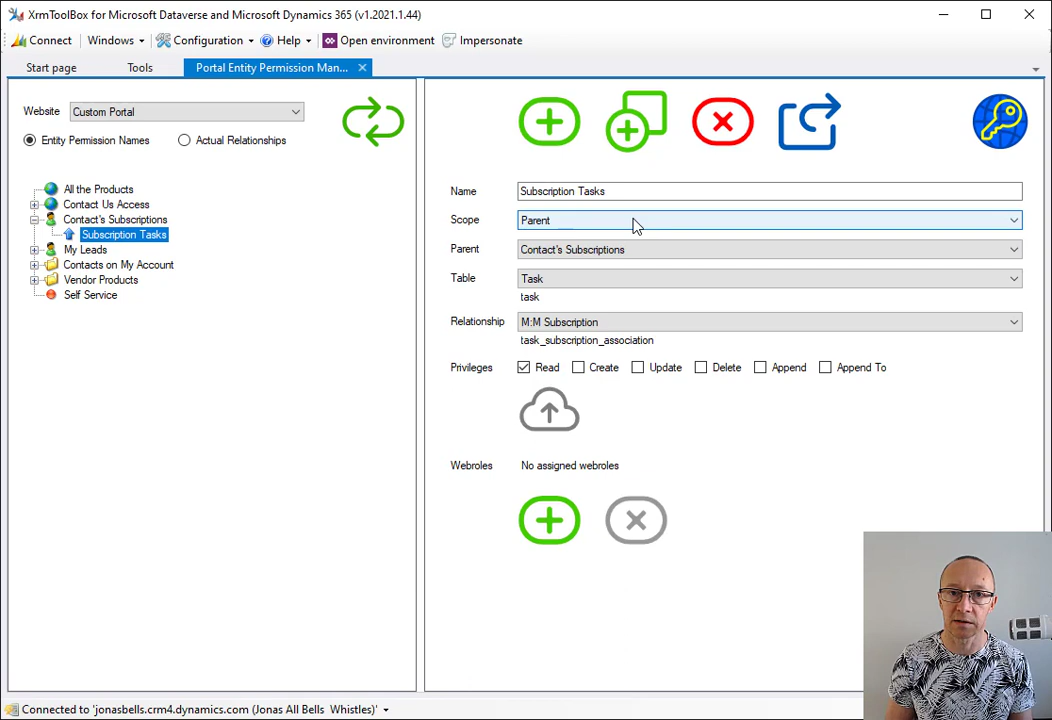 XrmToolBox for Microsoft Dataverse and Microsoft Dynamics 365 (v1.2021.1.44)
Connect Windows Configuration Help Open environment Impersonate
Start page Tools Portal Entity Permission Man...
Website Custom Portal
Entity Permission Names Actual Relationships
All the Products
Contact Us Access
Contact's Subscriptions
Subscription Tasks
My Leads
Contacts on My Account
Vendor Products
Self Service
Name Subscription Tasks
Scope Parent
Parent Contact's Subscriptions
Table Task
task
Relationship M:M Subscription
task_subscription_association
Privileges Read Create Update Delete Append Append To
Webroles No assigned webroles
Connected to 'jonasbells.crm4.dynamics.com (Jonas All Bells Whistles)'